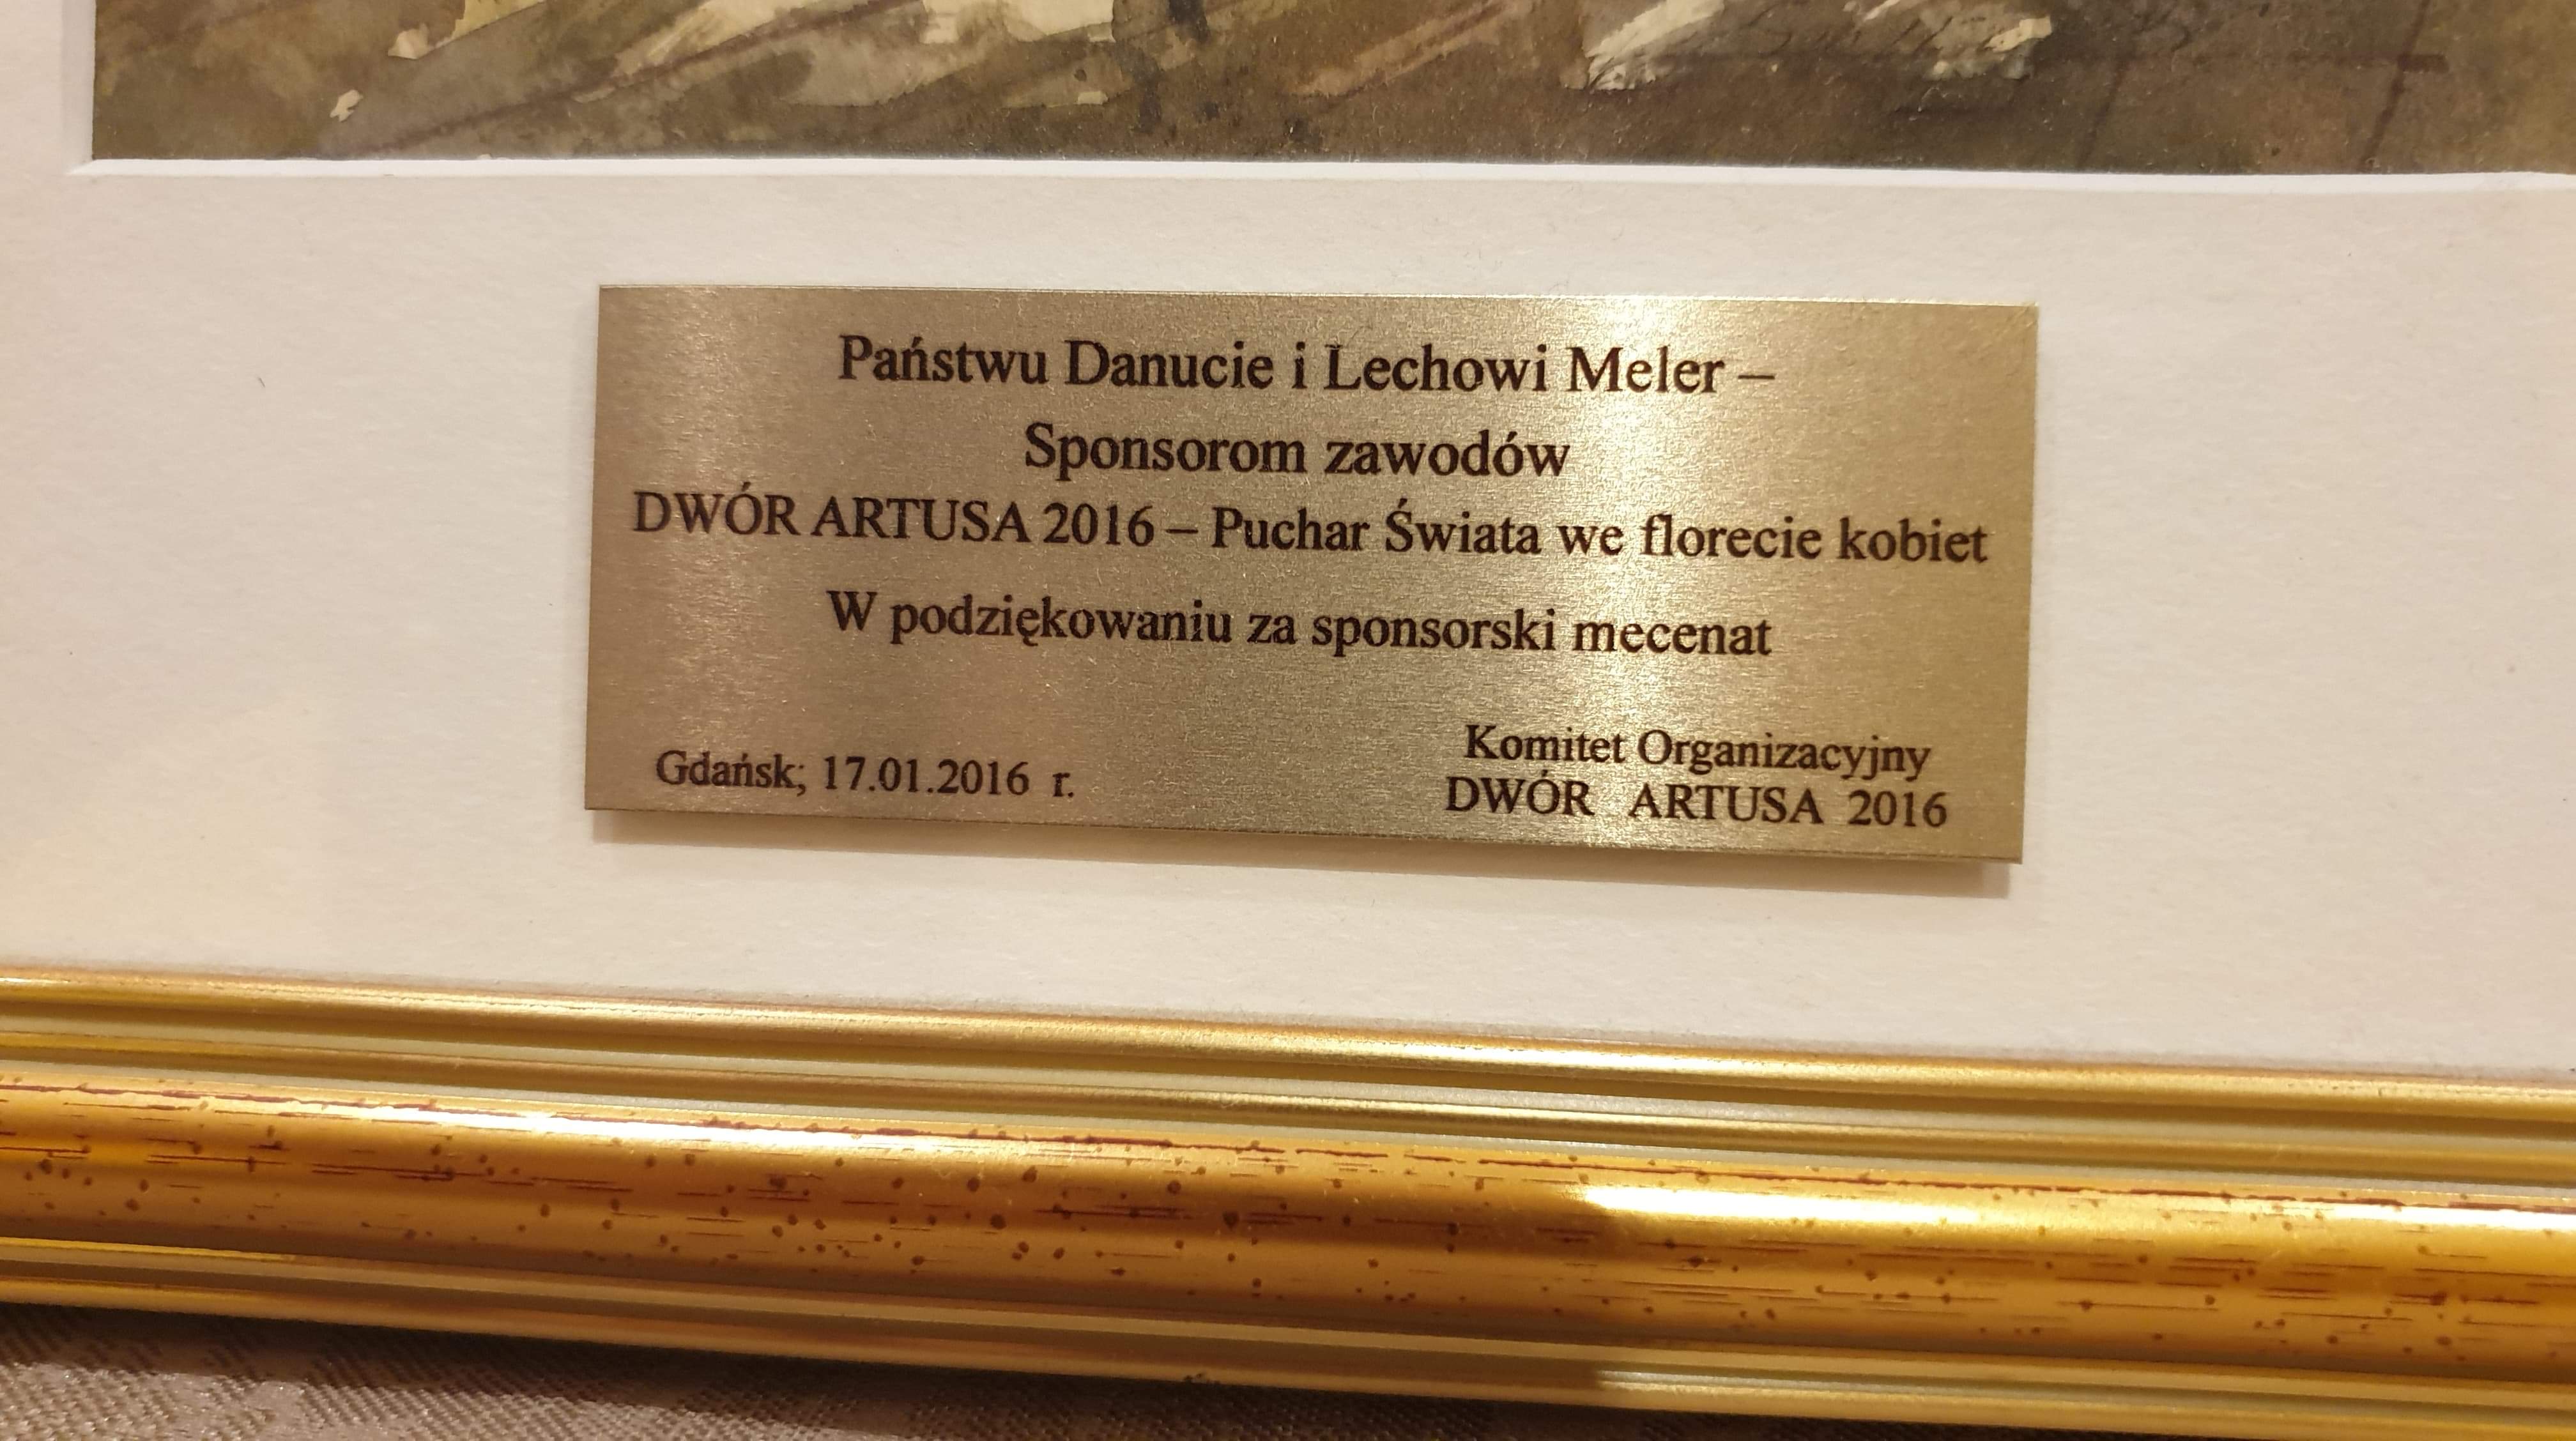 Państwu Danucie i Lechowi Meler –
Sponsorom zawodów
DWÓR ARTUSA 2016 – Puchar Świata we florecie kobiet
W podziękowaniu za sponsorski mecenat
Gdańsk; 17.01.2016 r.
Komitet Organizacyjny
DWÓR ARTUSA 2016